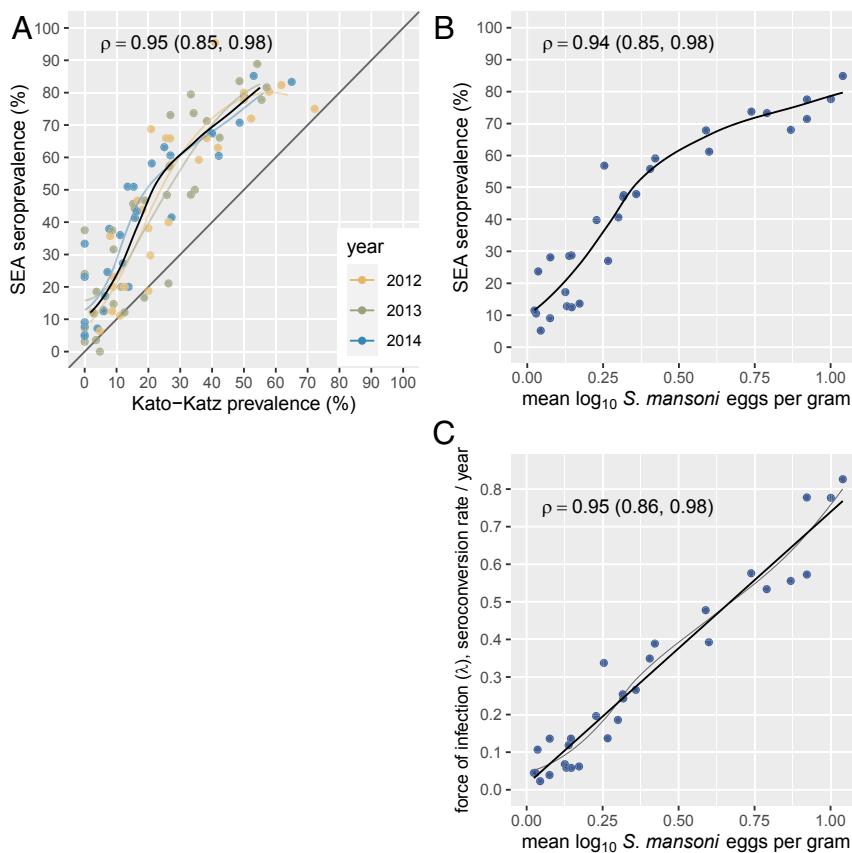 A
ρ = 0.95 (0.85, 0.98)
SEA seroprevalence (%)
100
90
80
70
60
50
40
30
20
10
0
year
2012
2013
2014
0 10 20 30 40 50 60 70 80 90 100
Kato−Katz prevalence (%)
B
ρ = 0.94 (0.85, 0.98)
SEA seroprevalence (%)
100
90
80
70
60
50
40
30
20
10
0
0.00 0.25 0.50 0.75 1.00
mean log₁₀ S. mansoni eggs per gram
C
ρ = 0.95 (0.86, 0.98)
force of infection (λ), seroconversion rate / year
0.8
0.7
0.6
0.5
0.4
0.3
0.2
0.1
0.0
0.00 0.25 0.50 0.75 1.00
mean log₁₀ S. mansoni eggs per gram